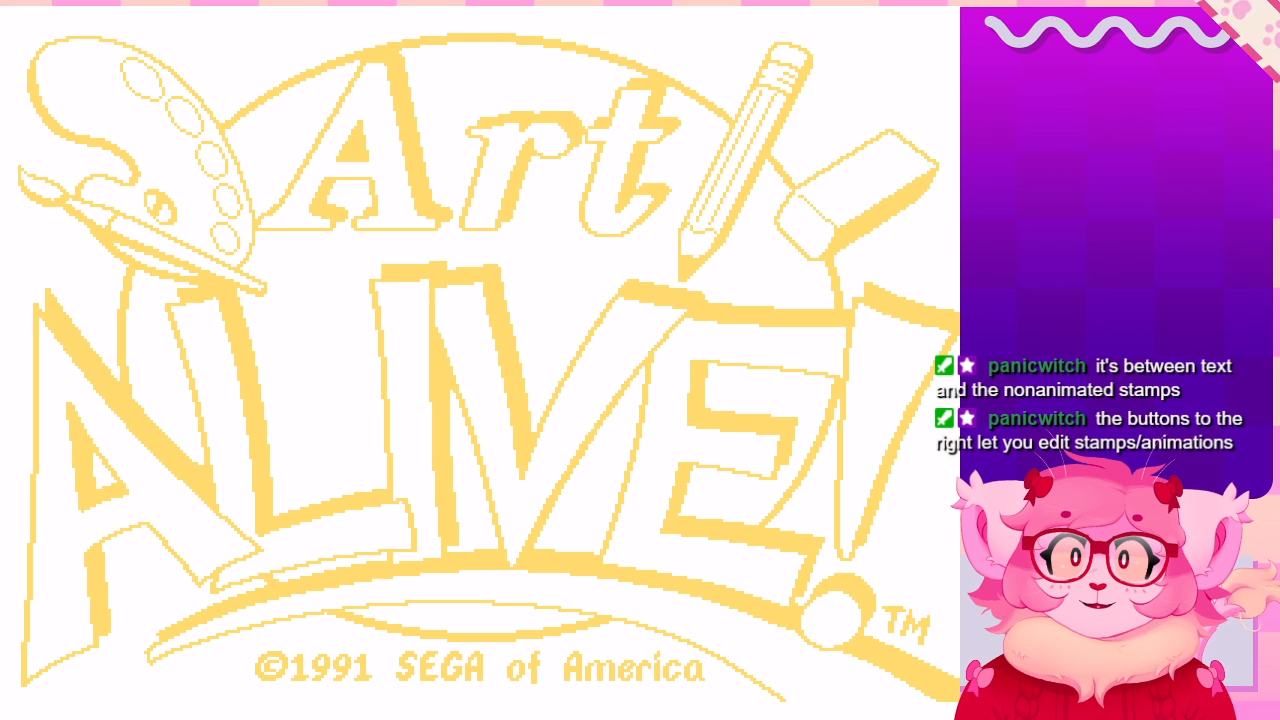 Art
ALIVE!
TM
©1991 SEGA of America
panicwitch it's between text
and the nonanimated stamps
panicwitch the buttons to the
right let you edit stamps/animations